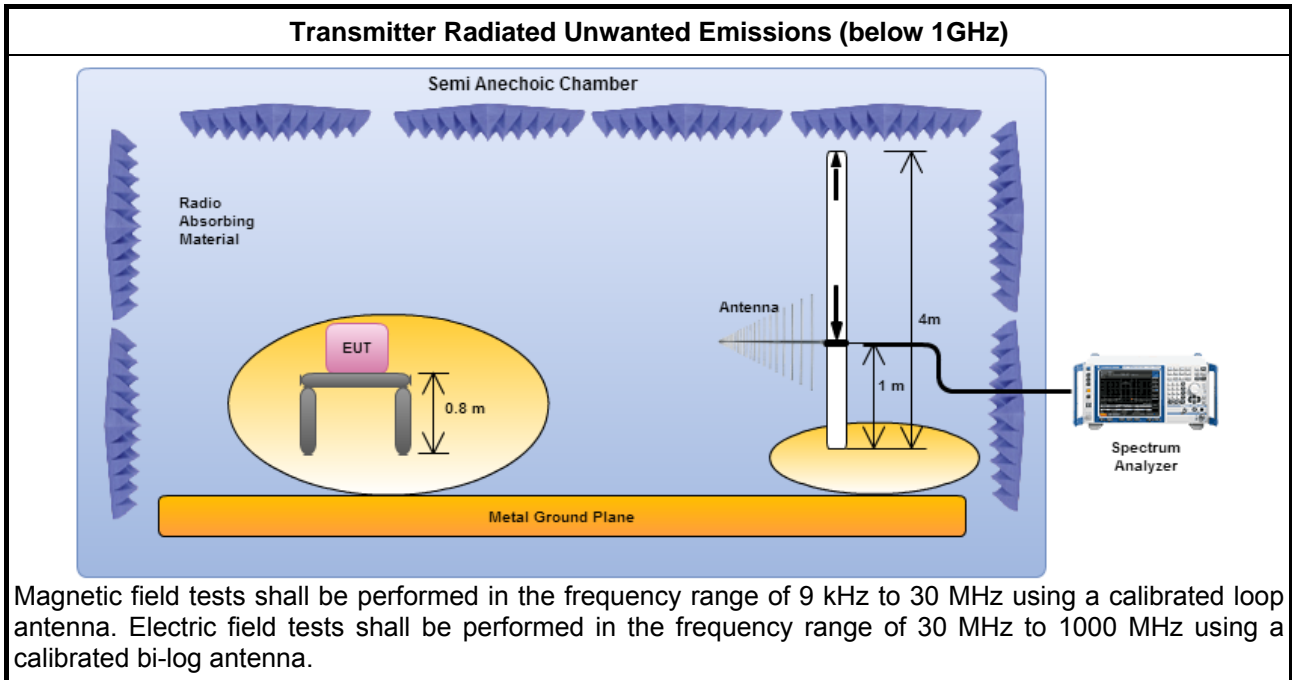 Transmitter Radiated Unwanted Emissions (below 1GHz)
Semi Anechoic Chamber
Radio
Absorbing
Material
Antenna
4m
EUT
1 m
0.8 m
Spectrum
Analyzer
Metal Ground Plane
Magnetic field tests shall be performed in the frequency range of 9 kHz to 30 MHz using a calibrated loop
antenna. Electric field tests shall be performed in the frequency range of 30 MHz to 1000 MHz using a
calibrated bi-log antenna.